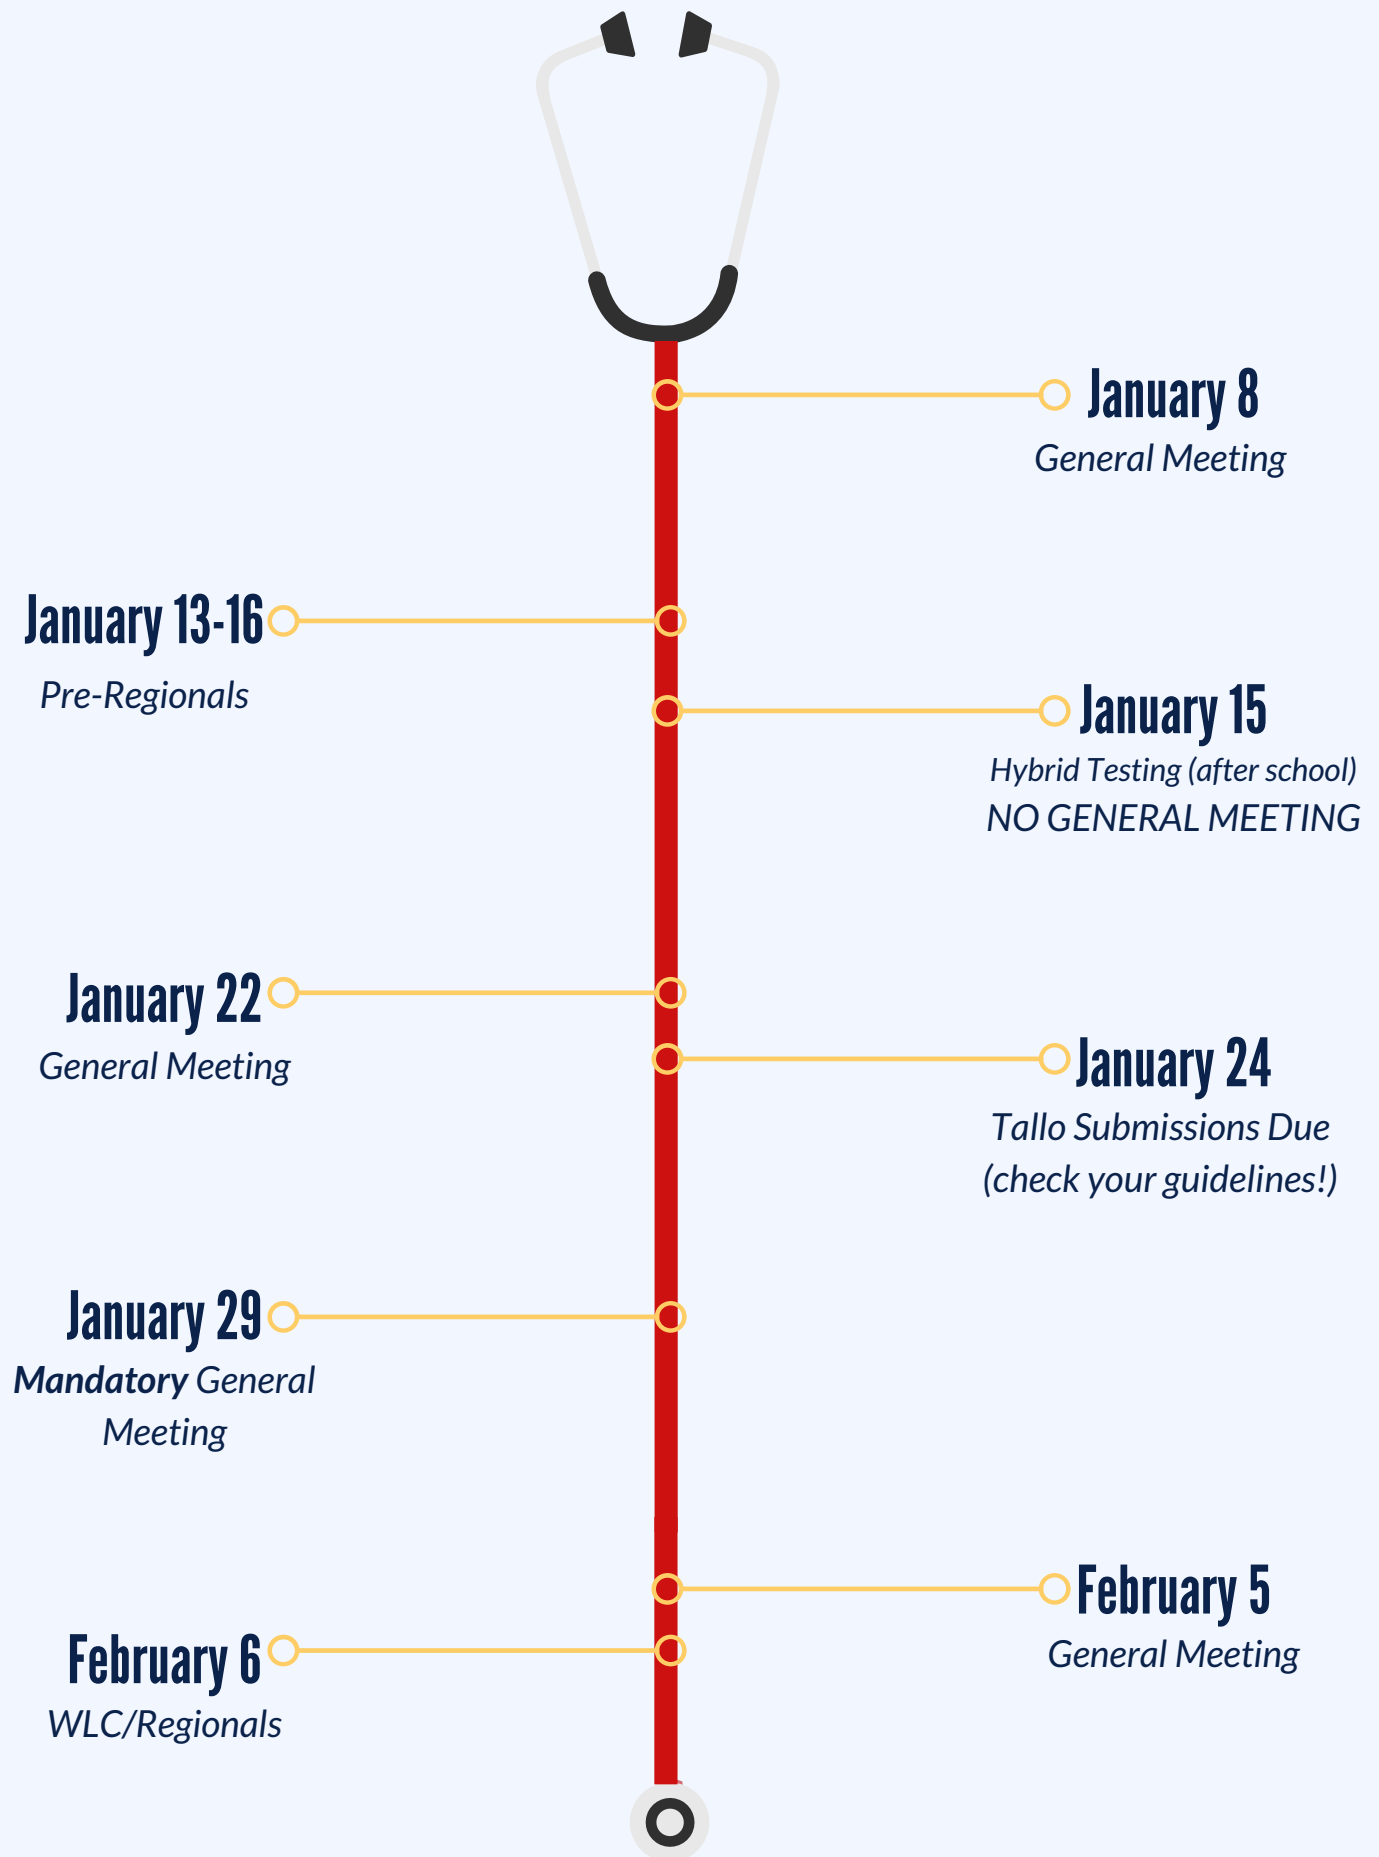 January 8
General Meeting
January 13-16
Pre-Regionals
January 15
Hybrid Testing (after school)
NO GENERAL MEETING
January 22
General Meeting
January 24
Tallo Submissions Due
(check your guidelines!)
January 29
Mandatory General
Meeting
February 5
General Meeting
February 6
WLC/Regionals